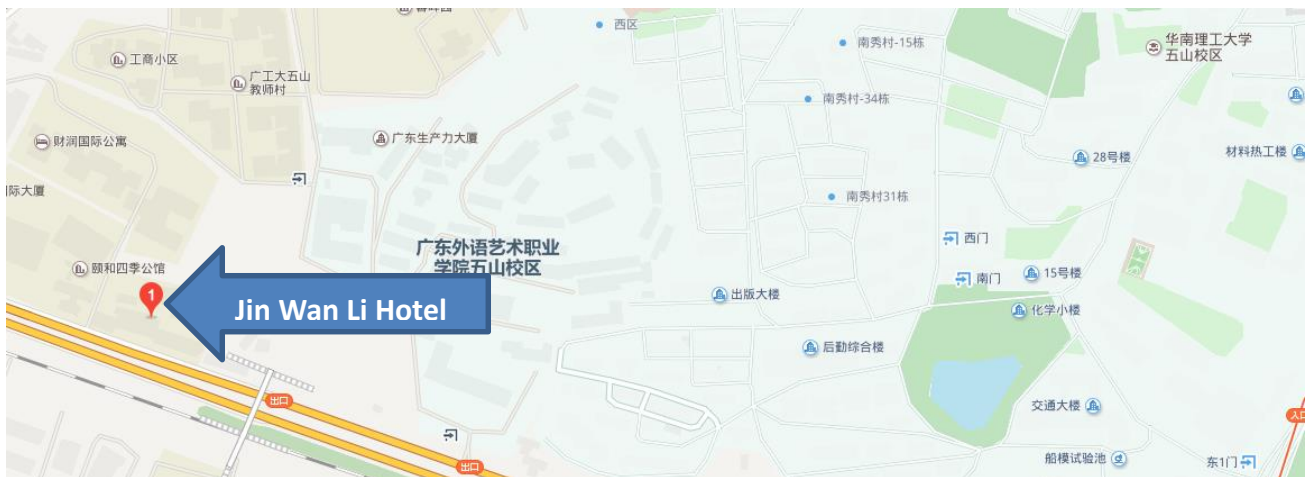 西区
南秀村-15栋
华南理工大学
五山校区
工商小区
广工大五山
教师村
南秀村-34栋
财润国际公寓
广东生产力大厦
28号楼
材料热工楼
际大厦
南秀村31栋
广东外语艺术职业
学院五山校区
西门
颐和四季公馆
南门
15号楼
1
Jin Wan Li Hotel
出版大楼
化学小楼
后勤综合楼
出口
交通大楼
入口
出口
船模试验池
东1门